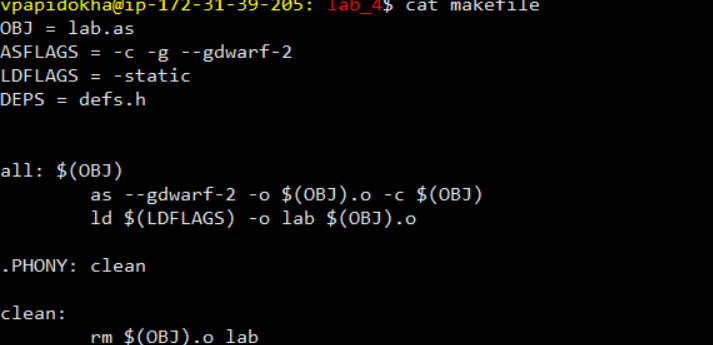 vpapidokha@ip-172-31-39-205: lab_4$ cat makefile
OBJ = lab.as
ASFLAGS = -c -g --gdwarf-2
LDFLAGS = -static
DEPS = defs.h
all: $(OBJ)
as --gdwarf-2 -o $(OBJ).o -c $(OBJ)
ld $(LDFLAGS) -o lab $(OBJ).o
.PHONY: clean
clean:
rm $(OBJ).o lab